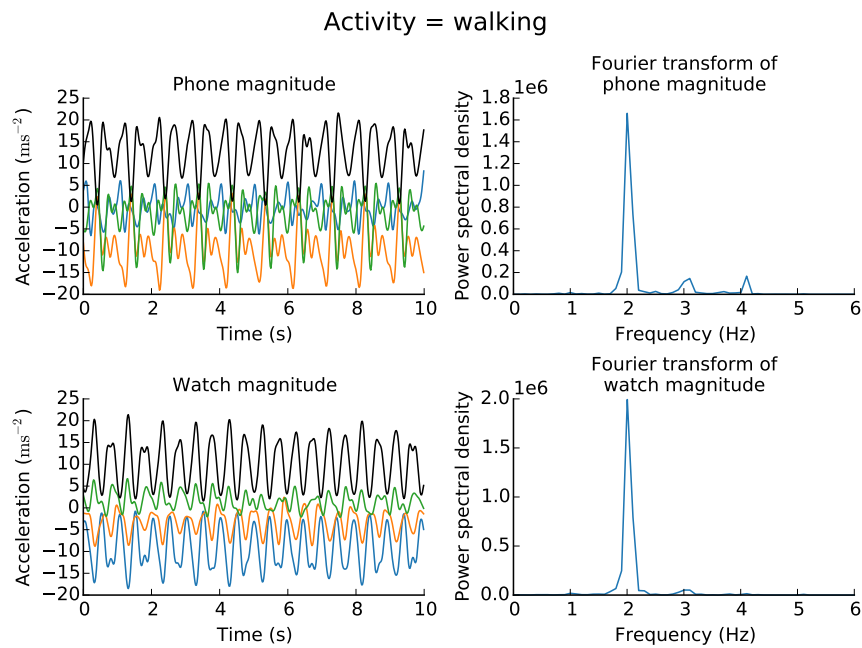 Activity = walking
Phone magnitude
25
20
15
10
5
0
−5
−10
−15
−20
Acceleration (ms⁻²)
0 2 4 6 8 10
Time (s)
Fourier transform of
phone magnitude
1e6
1.8
1.6
1.4
1.2
1.0
0.8
0.6
0.4
0.2
0.0
Power spectral density
0 1 2 3 4 5 6
Frequency (Hz)
Watch magnitude
25
20
15
10
5
0
−5
−10
−15
−20
Acceleration (ms⁻²)
0 2 4 6 8 10
Time (s)
Fourier transform of
watch magnitude
1e6
2.0
1.5
1.0
0.5
0.0
Power spectral density
0 1 2 3 4 5 6
Frequency (Hz)